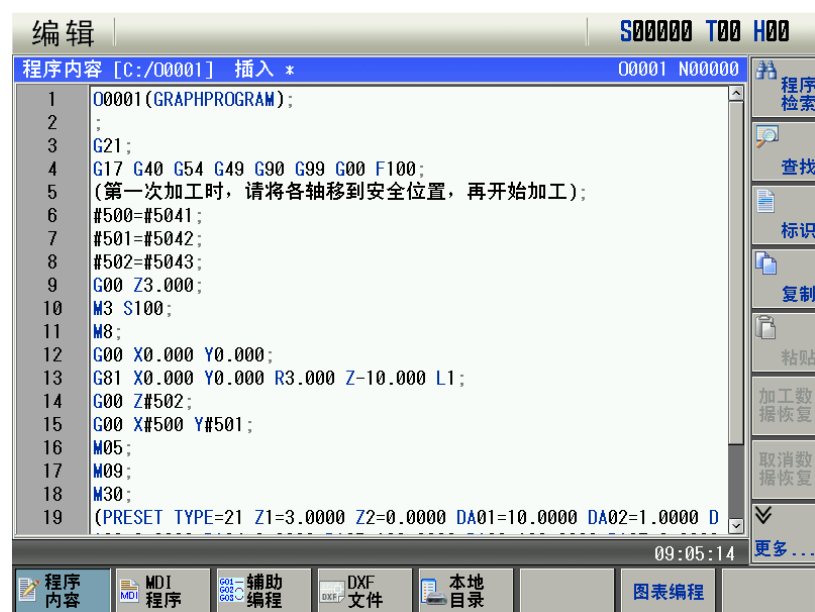 编辑 S00000 T00 H00
程序内容 [C:/O0001] 插入 * O0001 N00000
1 O0001(GRAPHPROGRAM);
2 ;
3 G21;
4 G17 G40 G54 G49 G90 G99 G00 F100;
5 (第一次加工时，请将各轴移到安全位置，再开始加工);
6 #500=#5041;
7 #501=#5042;
8 #502=#5043;
9 G00 Z3.000;
10 M3 S100;
11 M8;
12 G00 X0.000 Y0.000;
13 G81 X0.000 Y0.000 R3.000 Z-10.000 L1;
14 G00 Z#502;
15 G00 X#500 Y#501;
16 M05;
17 M09;
18 M30;
19 (PRESET TYPE=21 Z1=3.0000 Z2=0.0000 DA01=10.0000 DA02=1.0000 D
09:05:14
程序
检索
查找
标识
复制
粘贴
加工数
据恢复
取消数
据恢复
更多...
程序
内容
MDI
MDI
程序
G01
G02
G03
辅助
编程
DXF
DXF
文件
本地
目录
图表编程